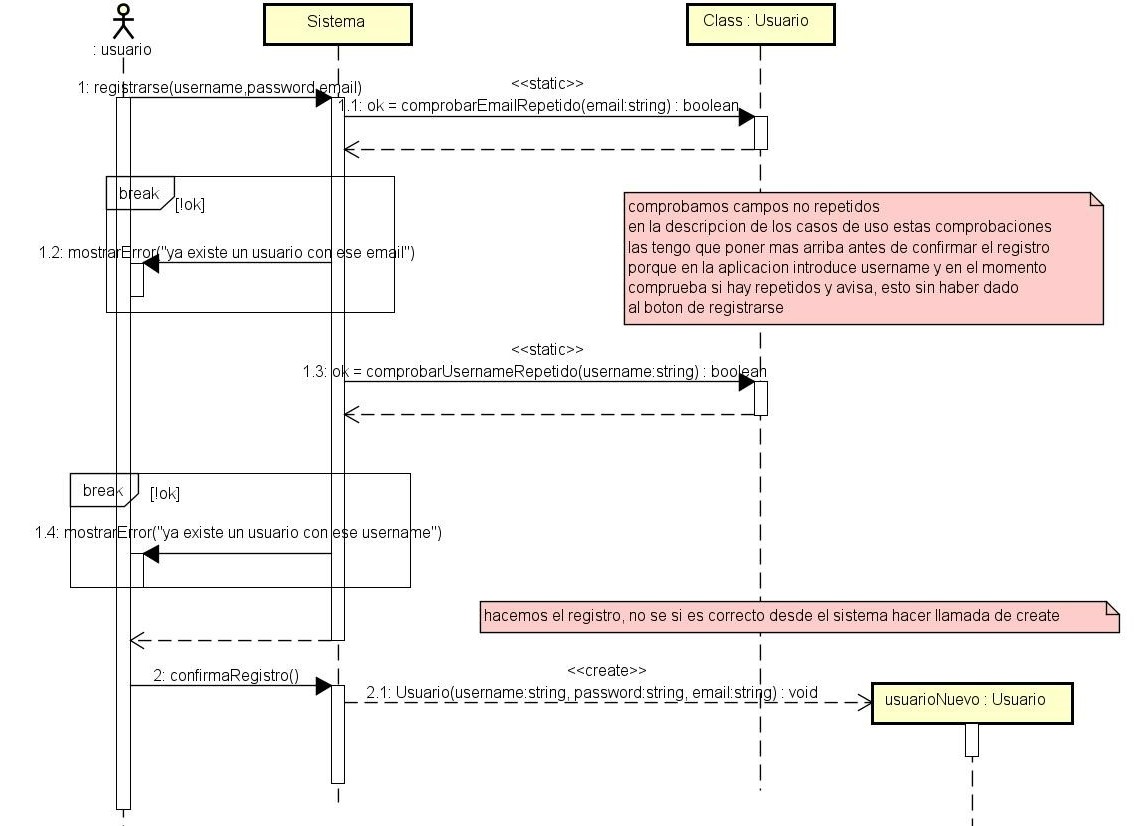 Sistema
Class : Usuario
: usuario
1: registrarse(username,password,email)
<<static>>
1.1: ok = comprobarEmailRepetido(email:string) : boolean
break
[!ok]
1.2: mostrarError("ya existe un usuario con ese email")
comprobamos campos no repetidos
en la descripcion de los casos de uso estas comprobaciones
las tengo que poner mas arriba antes de confirmar el registro
porque en la aplicacion introduce username y en el momento
comprueba si hay repetidos y avisa, esto sin haber dado
al boton de registrarse
<<static>>
1.3: ok = comprobarUsernameRepetido(username:string) : boolean
break
[!ok]
1.4: mostrarError("ya existe un usuario con ese username")
hacemos el registro, no se si es correcto desde el sistema hacer llamada de create
2: confirmaRegistro()
<<create>>
2.1: Usuario(username:string, password:string, email:string) : void
usuarioNuevo : Usuario